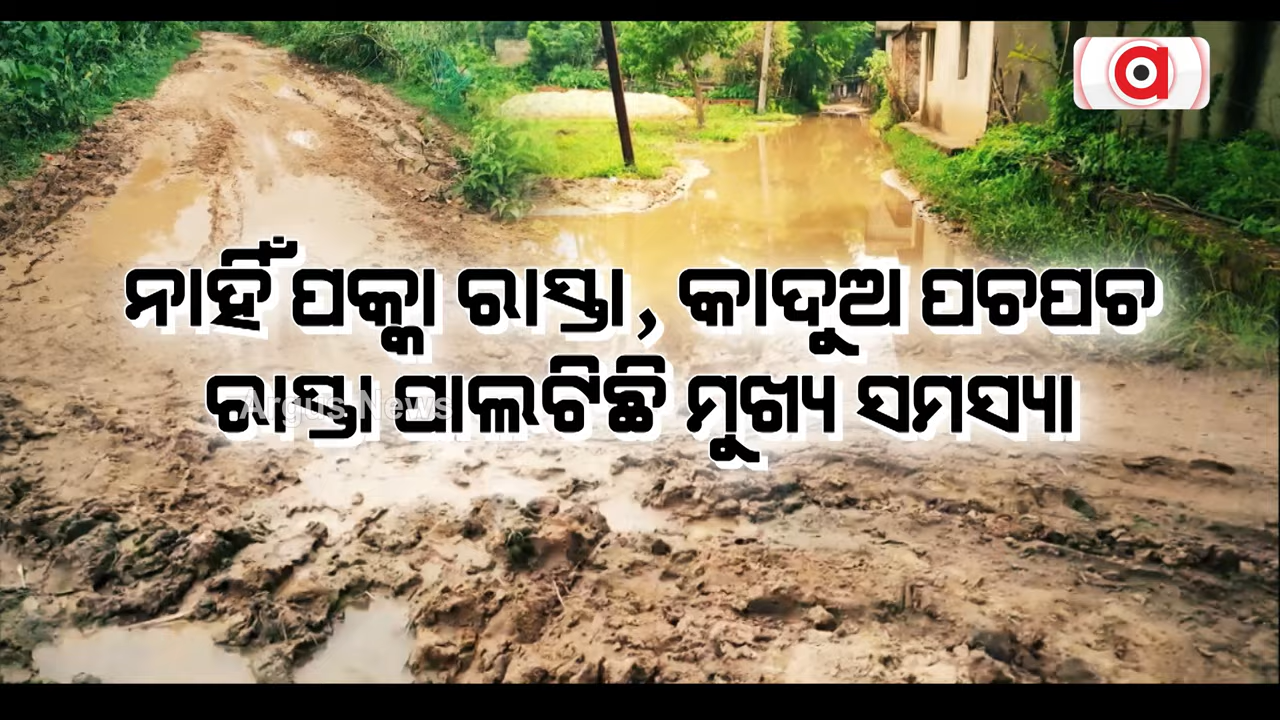 ନାହିଁ ପକ୍କା ରାସ୍ତା, କାଦୁଅ ପଚପଚ
ରାସ୍ତା ପାଲଟିଛି ମୁଖ୍ୟ ସମସ୍ୟା
Argus News
a